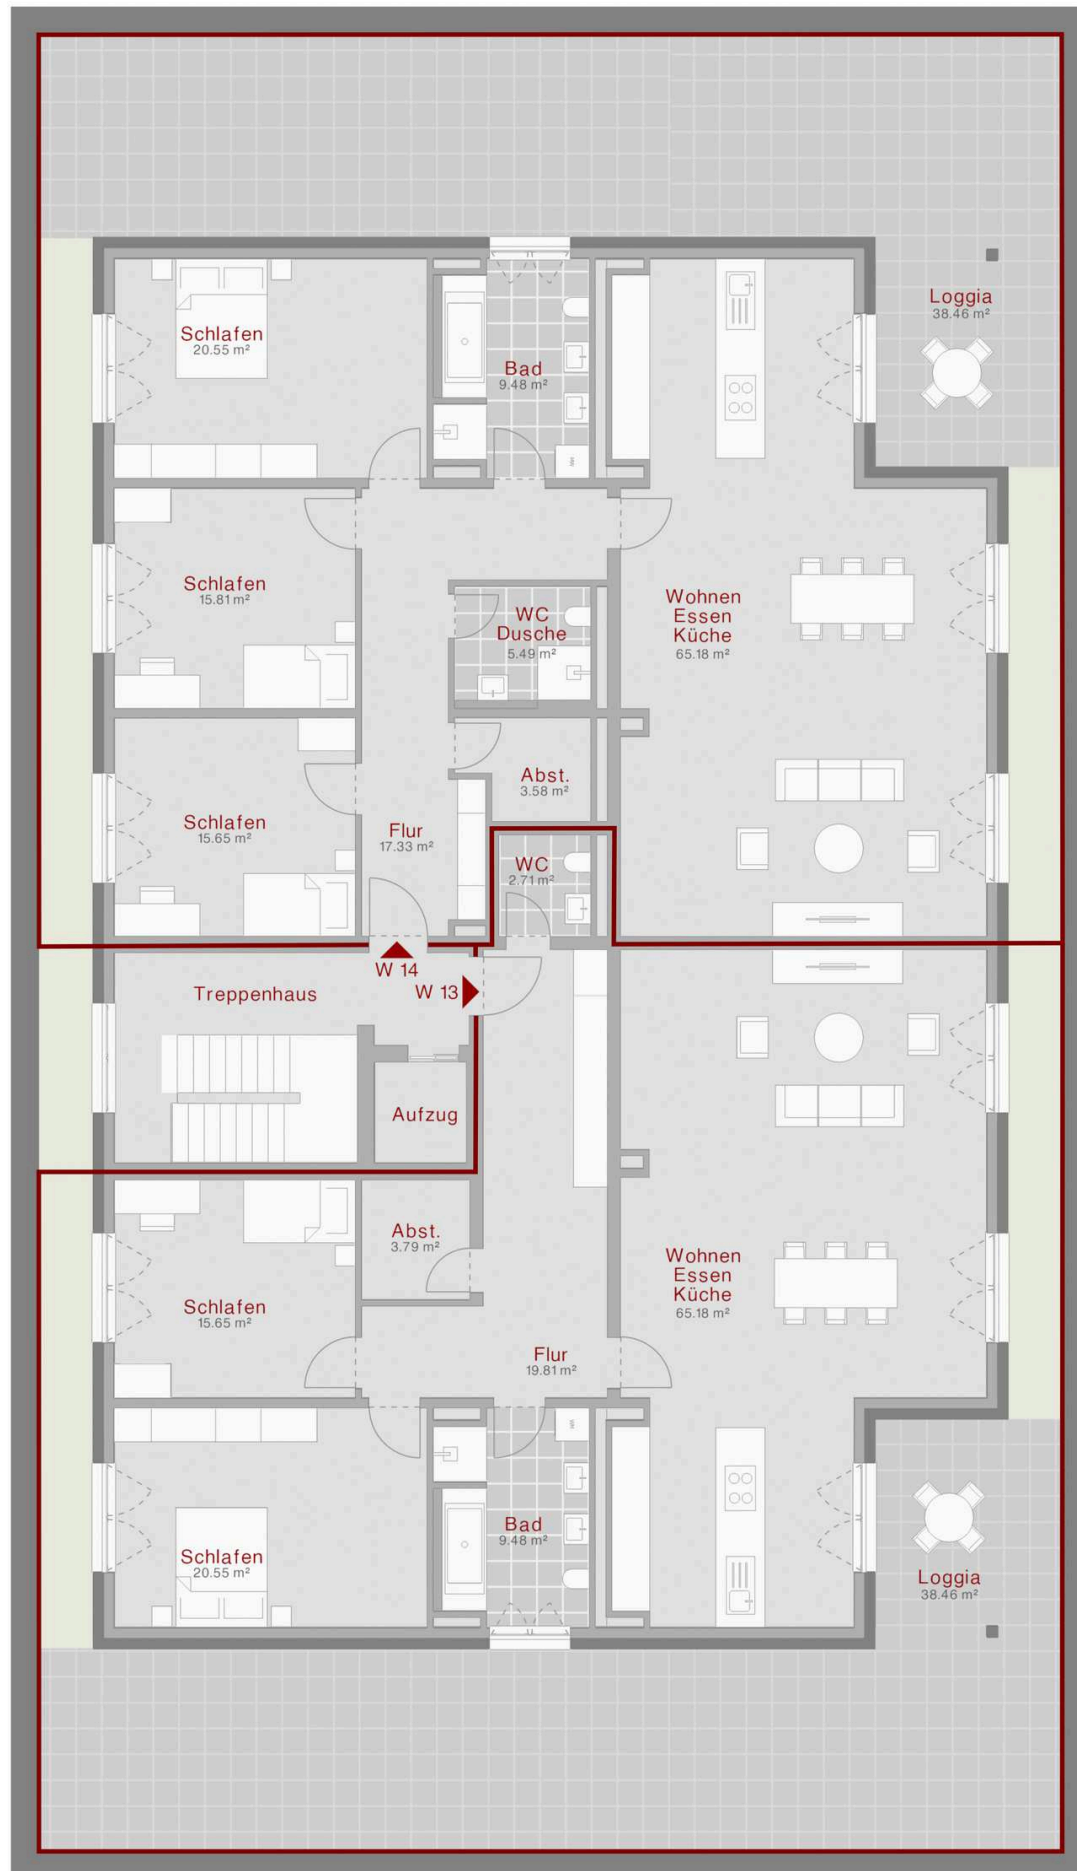 Loggia
38.46 m²
Schlafen
20.55 m²
Bad
9.48 m²
Schlafen
15.81 m²
WC
Dusche
5.49 m²
Wohnen
Essen
Küche
65.18 m²
Abst.
3.58 m²
Schlafen
15.65 m²
Flur
17.33 m²
WC
2.71 m²
W 14
W 13
Treppenhaus
Aufzug
Abst.
3.79 m²
Wohnen
Essen
Küche
65.18 m²
Schlafen
15.65 m²
Flur
19.81 m²
Bad
9.48 m²
Schlafen
20.55 m²
Loggia
38.46 m²